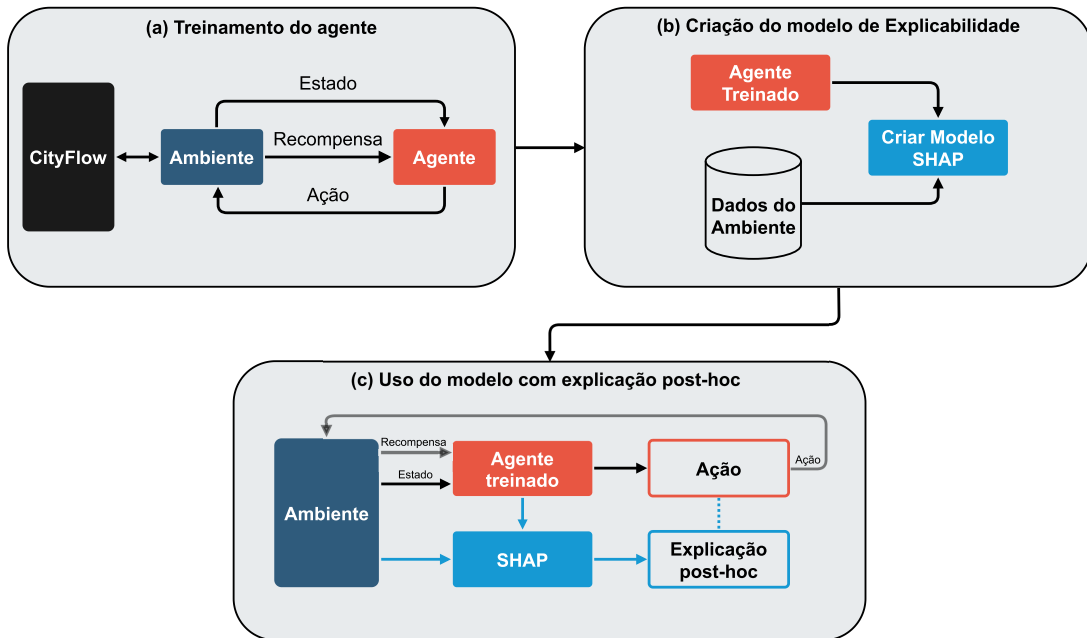 (a) Treinamento do agente
Estado
CityFlow
Ambiente
Recompensa
Agente
Ação
(b) Criação do modelo de Explicabilidade
Agente
Treinado
Criar Modelo
SHAP
Dados do
Ambiente
(c) Uso do modelo com explicação post-hoc
Recompensa
Estado
Ambiente
Agente
treinado
Ação
Ação
SHAP
Explicação
post-hoc